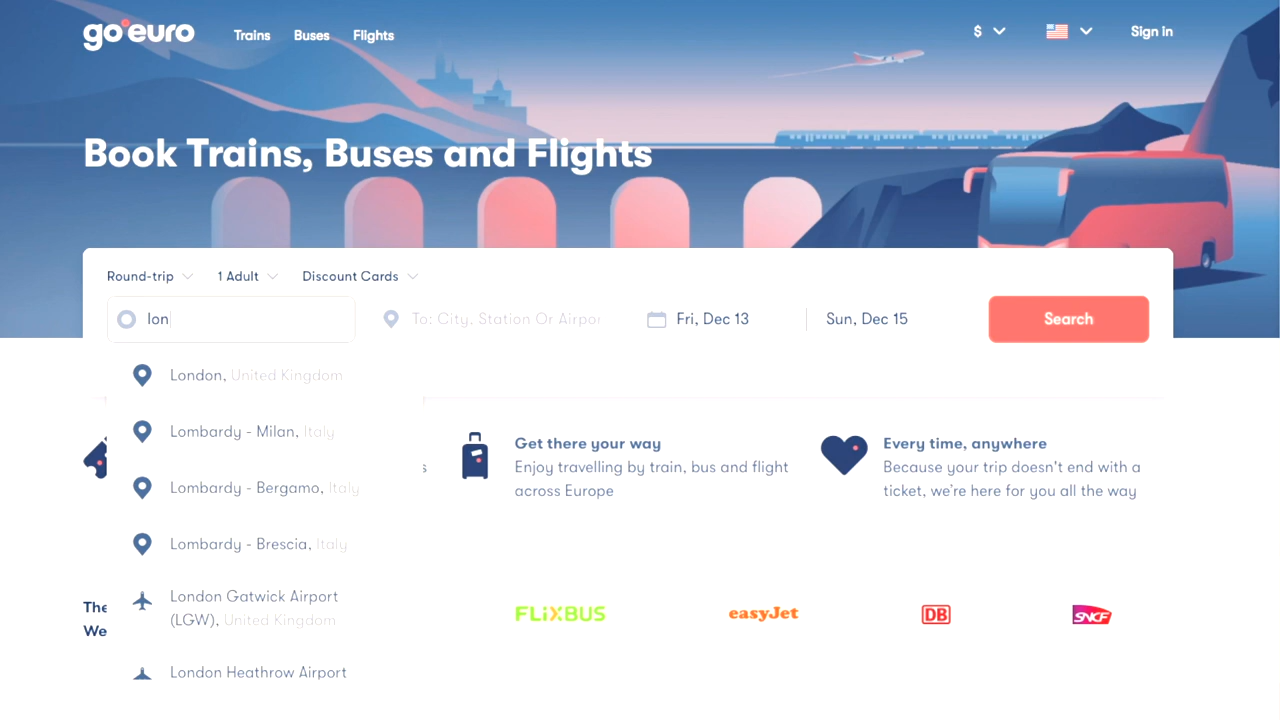 goeuro
Trains Buses Flights
$
Sign in
Book Trains, Buses and Flights
Round-trip 1 Adult Discount Cards
lon
To: City, Station Or Airpor
Fri, Dec 13
Sun, Dec 15
Search
London, United Kingdom
Lombardy - Milan, Italy
Lombardy - Bergamo, Italy
Lombardy - Brescia, Italy
London Gatwick Airport
(LGW), United Kingdom
London Heathrow Airport
s
Get there your way
Enjoy travelling by train, bus and flight
across Europe
Every time, anywhere
Because your trip doesn't end with a
ticket, we're here for you all the way
The
We
FLiXBUS
easyJet
DB
SNCF